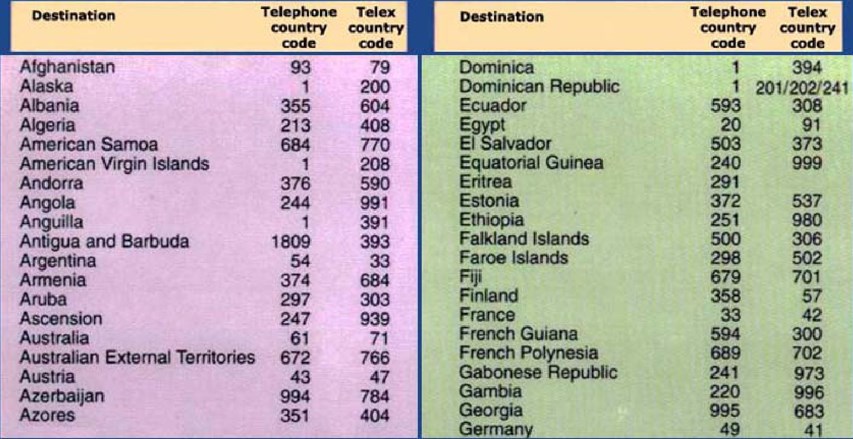 Destination Telephone country code Telex country code
Afghanistan 93 79
Alaska 1 200
Albania 355 604
Algeria 213 408
American Samoa 684 770
American Virgin Islands 1 208
Andorra 376 590
Angola 244 991
Anguilla 1 391
Antigua and Barbuda 1809 393
Argentina 54 33
Armenia 374 684
Aruba 297 303
Ascension 247 939
Australia 61 71
Australian External Territories 672 766
Austria 43 47
Azerbaijan 994 784
Azores 351 404
Destination Telephone country code Telex country code
Dominica 1 394
Dominican Republic 1 201/202/241
Ecuador 593 308
Egypt 20 91
El Salvador 503 373
Equatorial Guinea 240 999
Eritrea 291
Estonia 372 537
Ethiopia 251 980
Falkland Islands 500 306
Faroe Islands 298 502
Fiji 679 701
Finland 358 57
France 33 42
French Guiana 594 300
French Polynesia 689 702
Gabonese Republic 241 973
Gambia 220 996
Georgia 995 683
Germany 49 41